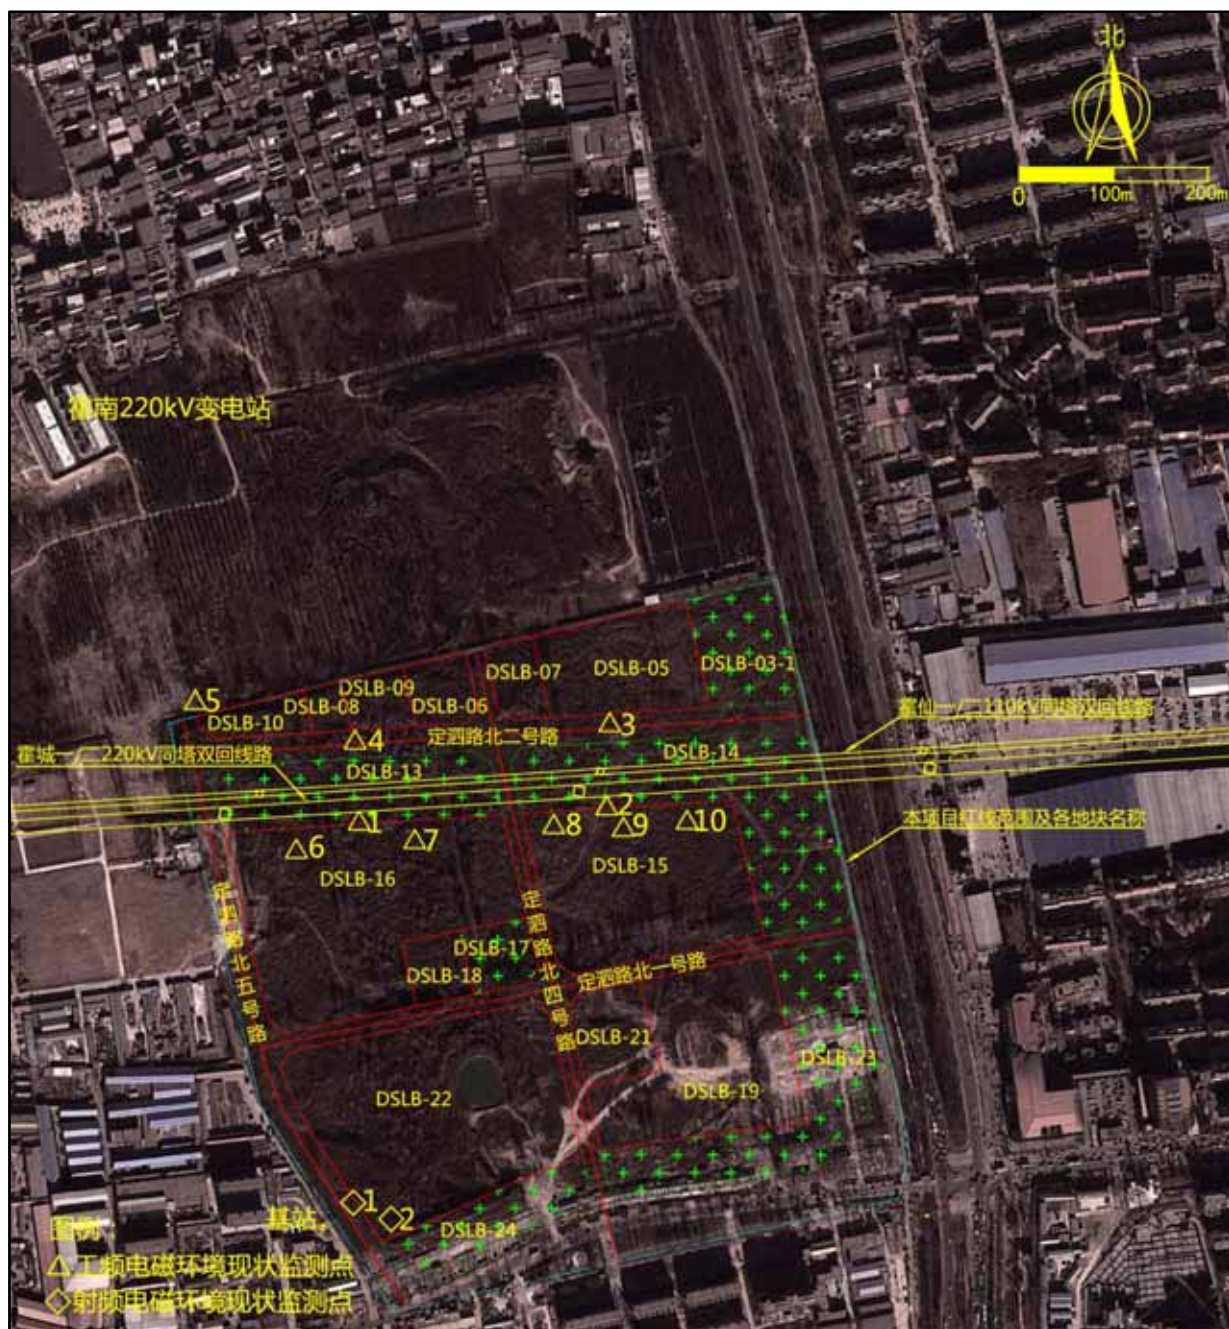 北
0 100m 200m
霍南220kV变电站
DSLB-07
DSLB-05
DSLB-03-1
DSLB-09
DSLB-08
DSLB-06
DSLB-10
5
3
4
定泗路北二号路
霍仙一/二110kV同塔双回线路
霍城一/二220kV同塔双回线路
DSLB-14
DSLB-13
本项目红线范围及各地块名称
1
2
6
7
8
9
10
DSLB-16
DSLB-15
定泗路北五号路
定泗路北四号路
DSLB-17
DSLB-18
定泗路北一号路
DSLB-21
DSLB-23
DSLB-22
DSLB-19
1
2
基站
DSLB-24
图例
工频电磁环境现状监测点
射频电磁环境现状监测点